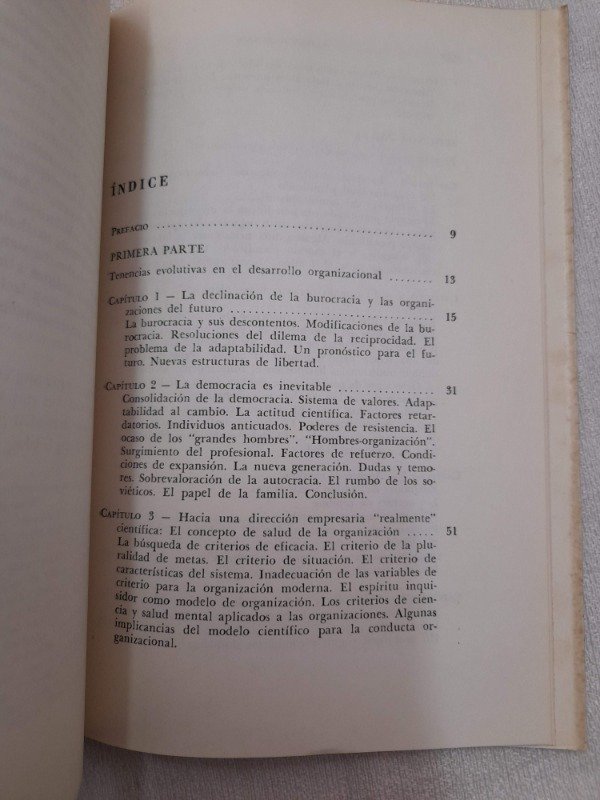 ÍNDICE
PREFACIO ........................................ 9
PRIMERA PARTE
Tenencias evolutivas en el desarrollo organizacional ........ 13
CAPÍTULO 1 — La declinación de la burocracia y las organi-
zaciones del futuro .............................. 15
La burocracia y sus descontentos. Modificaciones de la bu-
rocracia. Resoluciones del dilema de la reciprocidad. El
problema de la adaptabilidad. Un pronóstico para el fu-
turo. Nuevas estructuras de libertad.
CAPÍTULO 2 — La democracia es inevitable ................ 31
Consolidación de la democracia. Sistema de valores. Adap-
tabilidad al cambio. La actitud científica. Factores retar-
datorios. Individuos anticuados. Poderes de resistencia. El
ocaso de los "grandes hombres". "Hombres-organización".
Surgimiento del profesional. Factores de refuerzo. Condi-
ciones de expansión. La nueva generación. Dudas y temo-
res. Sobrevaloración de la autocracia. El rumbo de los so-
viéticos. El papel de la familia. Conclusión.
CAPÍTULO 3 — Hacia una dirección empresaria "realmente"
científica: El concepto de salud de la organización ..... 51
La búsqueda de criterios de eficacia. El criterio de la plu-
ralidad de metas. El criterio de situación. El criterio de
características del sistema. Inadecuación de las variables de
criterio para la organización moderna. El espíritu inqui-
sidor como modelo de organización. Los criterios de cien-
cia y salud mental aplicados a las organizaciones. Algunas
implicancias del modelo científico para la conducta or-
ganizacional.